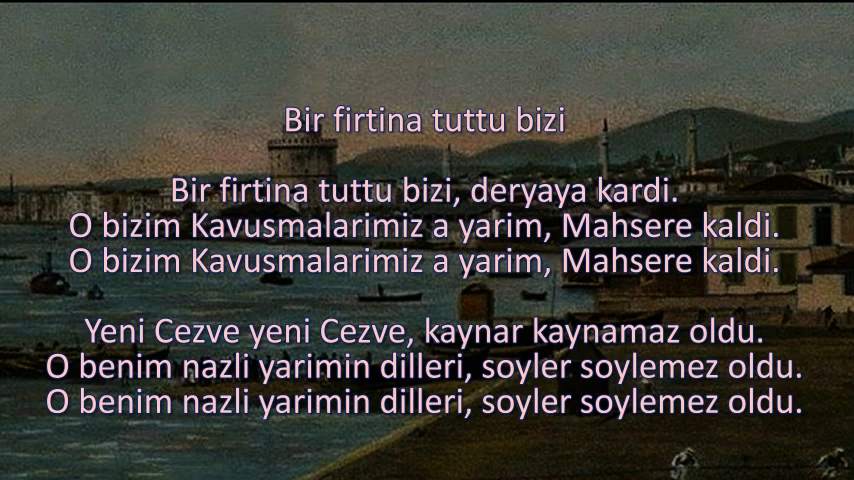 Bir firtina tuttu bizi
Bir firtina tuttu bizi, deryaya kardi.
O bizim Kavusmalarimiz a yarim, Mahsere kaldi.
O bizim Kavusmalarimiz a yarim, Mahsere kaldi.
Yeni Cezve yeni Cezve, kaynar kaynamaz oldu.
O benim nazli yarimin dilleri, soyler soylemez oldu.
O benim nazli yarimin dilleri, soyler soylemez oldu.